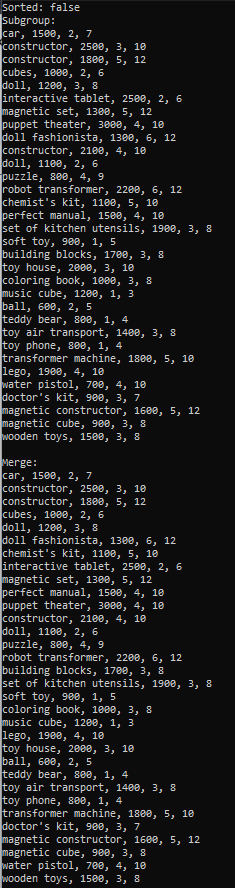 Sorted: false
Subgroup:
car, 1500, 2, 7
constructor, 2500, 3, 10
constructor, 1800, 5, 12
cubes, 1000, 2, 6
doll, 1200, 3, 8
interactive tablet, 2500, 2, 6
magnetic set, 1300, 5, 12
puppet theater, 3000, 4, 10
doll fashionista, 1300, 6, 12
constructor, 2100, 4, 10
doll, 1100, 2, 6
puzzle, 800, 4, 9
robot transformer, 2200, 6, 12
chemist's kit, 1100, 5, 10
perfect manual, 1500, 4, 10
set of kitchen utensils, 1900, 3, 8
soft toy, 900, 1, 5
building blocks, 1700, 3, 8
toy house, 2000, 3, 10
coloring book, 1000, 3, 8
music cube, 1200, 1, 3
ball, 600, 2, 5
teddy bear, 800, 1, 4
toy air transport, 1400, 3, 8
toy phone, 800, 1, 4
transformer machine, 1800, 5, 10
lego, 1900, 4, 10
water pistol, 700, 4, 10
doctor's kit, 900, 3, 7
magnetic constructor, 1600, 5, 12
magnetic cube, 900, 3, 8
wooden toys, 1500, 3, 8
Merge:
car, 1500, 2, 7
constructor, 2500, 3, 10
constructor, 1800, 5, 12
cubes, 1000, 2, 6
doll, 1200, 3, 8
doll fashionista, 1300, 6, 12
chemist's kit, 1100, 5, 10
interactive tablet, 2500, 2, 6
magnetic set, 1300, 5, 12
perfect manual, 1500, 4, 10
puppet theater, 3000, 4, 10
constructor, 2100, 4, 10
doll, 1100, 2, 6
puzzle, 800, 4, 9
robot transformer, 2200, 6, 12
building blocks, 1700, 3, 8
set of kitchen utensils, 1900, 3, 8
soft toy, 900, 1, 5
coloring book, 1000, 3, 8
music cube, 1200, 1, 3
lego, 1900, 4, 10
toy house, 2000, 3, 10
ball, 600, 2, 5
teddy bear, 800, 1, 4
toy air transport, 1400, 3, 8
toy phone, 800, 1, 4
transformer machine, 1800, 5, 10
doctor's kit, 900, 3, 7
magnetic constructor, 1600, 5, 12
magnetic cube, 900, 3, 8
water pistol, 700, 4, 10
wooden toys, 1500, 3, 8